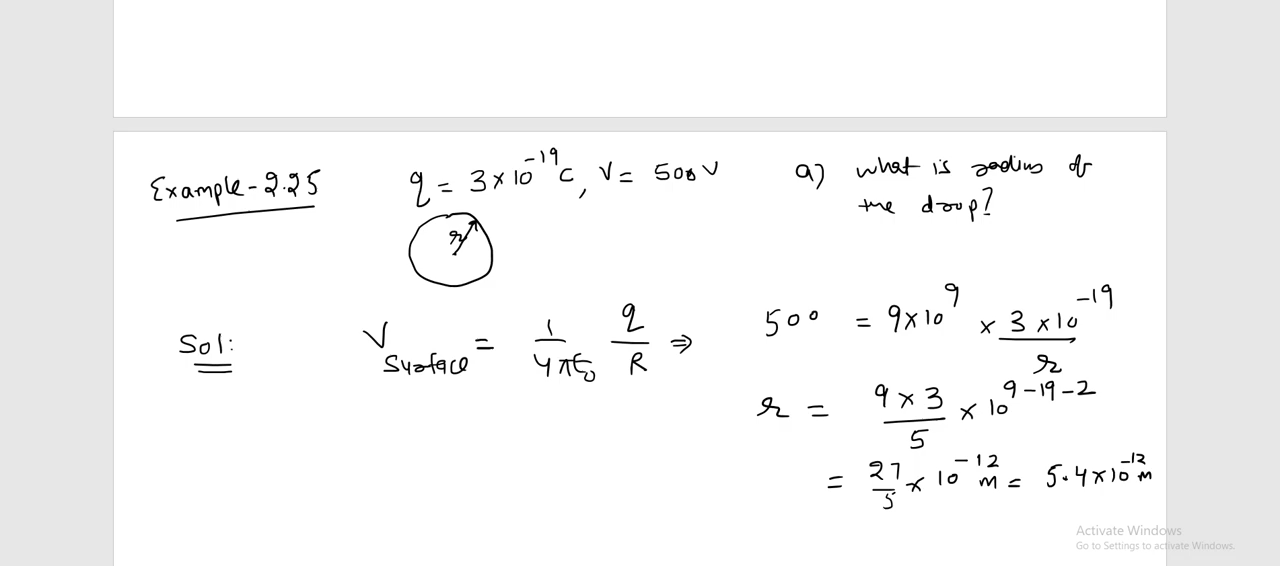 Example-2.25 q = 3×10^-19 C, V = 500 V a) what is radius of the drop?
r
Sol: V_Surface = 1/4πε₀ q/R ⇒ 500 = 9×10^9 × 3×10^-19/r
r = 9×3/5 × 10^9-19-2
= 27/5 × 10^-12 m = 5.4×10^-12 m
Activate Windows
Go to Settings to activate Windows.